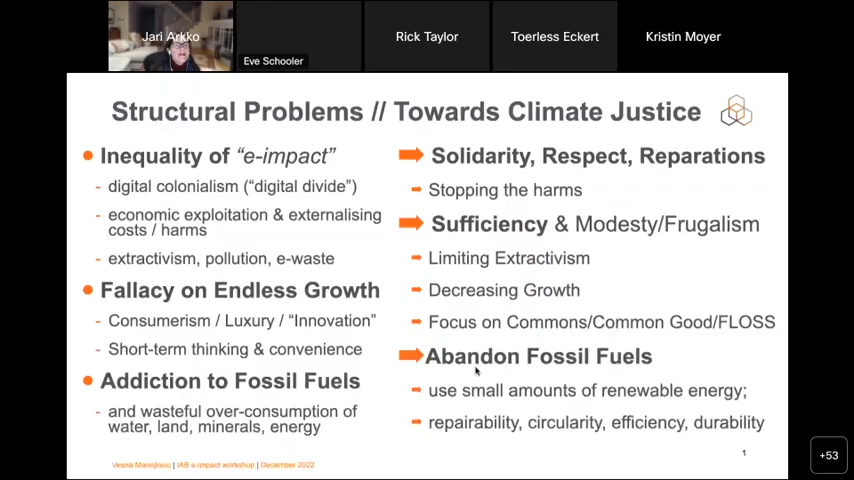 Jari Arkko
Eve Schooler
Rick Taylor
Toerless Eckert
Kristin Moyer
Structural Problems // Towards Climate Justice
Inequality of “e-impact”
- digital colonialism (“digital divide”)
- economic exploitation & externalising
costs / harms
- extractivism, pollution, e-waste
Fallacy on Endless Growth
- Consumerism / Luxury / “Innovation”
- Short-term thinking & convenience
Addiction to Fossil Fuels
- and wasteful over-consumption of
water, land, minerals, energy
Solidarity, Respect, Reparations
Stopping the harms
Sufficiency & Modesty/Frugalism
Limiting Extractivism
Decreasing Growth
Focus on Commons/Common Good/FLOSS
Abandon Fossil Fuels
use small amounts of renewable energy;
repairability, circularity, efficiency, durability
Vesna Manojlovic | IAB e-impact workshop | December 2022
1
+53